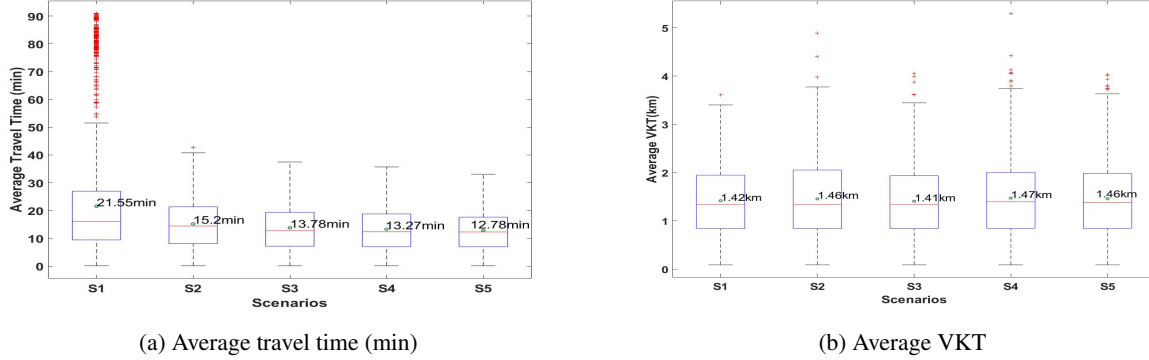 90
80
70
60
50
40
30
20
10
0
Average Travel Time (min)
21.55min
15.2min
13.78min
13.27min
12.78min
S1 S2 S3 S4 S5
Scenarios
(a) Average travel time (min)
5
4
3
2
1
0
Average VKT(km)
1.42km
1.46km
1.41km
1.47km
1.46km
S1 S2 S3 S4 S5
Scenarios
(b) Average VKT